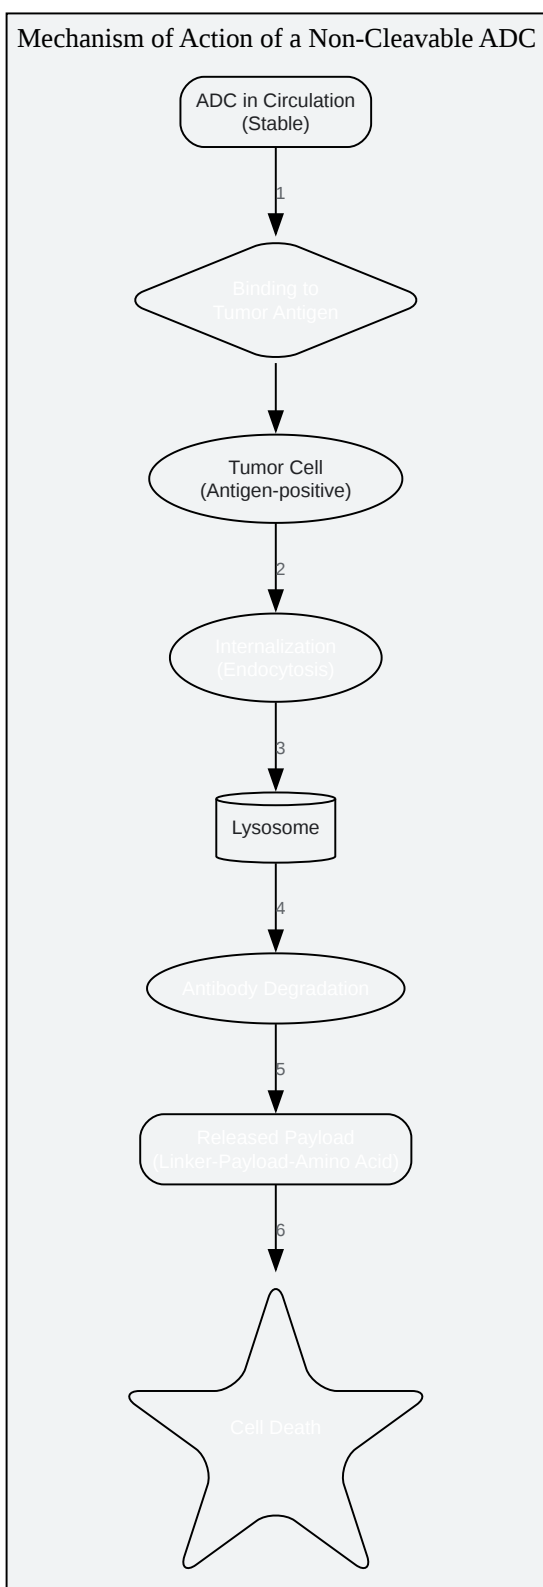 Mechanism of Action of a Non-Cleavable ADC
ADC in Circulation
(Stable)
1
Binding to
Tumor Antigen
Tumor Cell
(Antigen-positive)
2
Internalization
(Endocytosis)
3
Lysosome
4
Antibody Degradation
5
Released Payload
(Linker-Payload-Amino Acid)
6
Cell Death